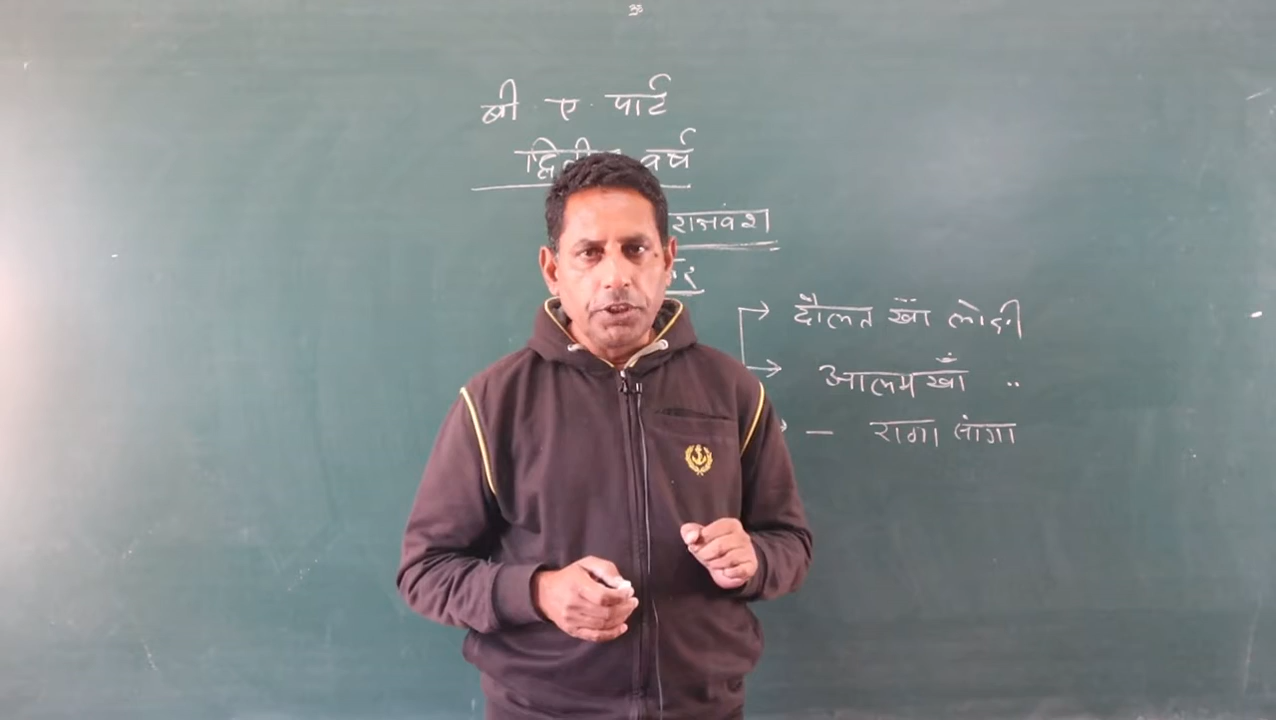 ॐ
बी ए पार्ट
वर्ष
राजवंश
दौलत खाँ लोदी
आलम खाँ ,,
— राणा सांगा